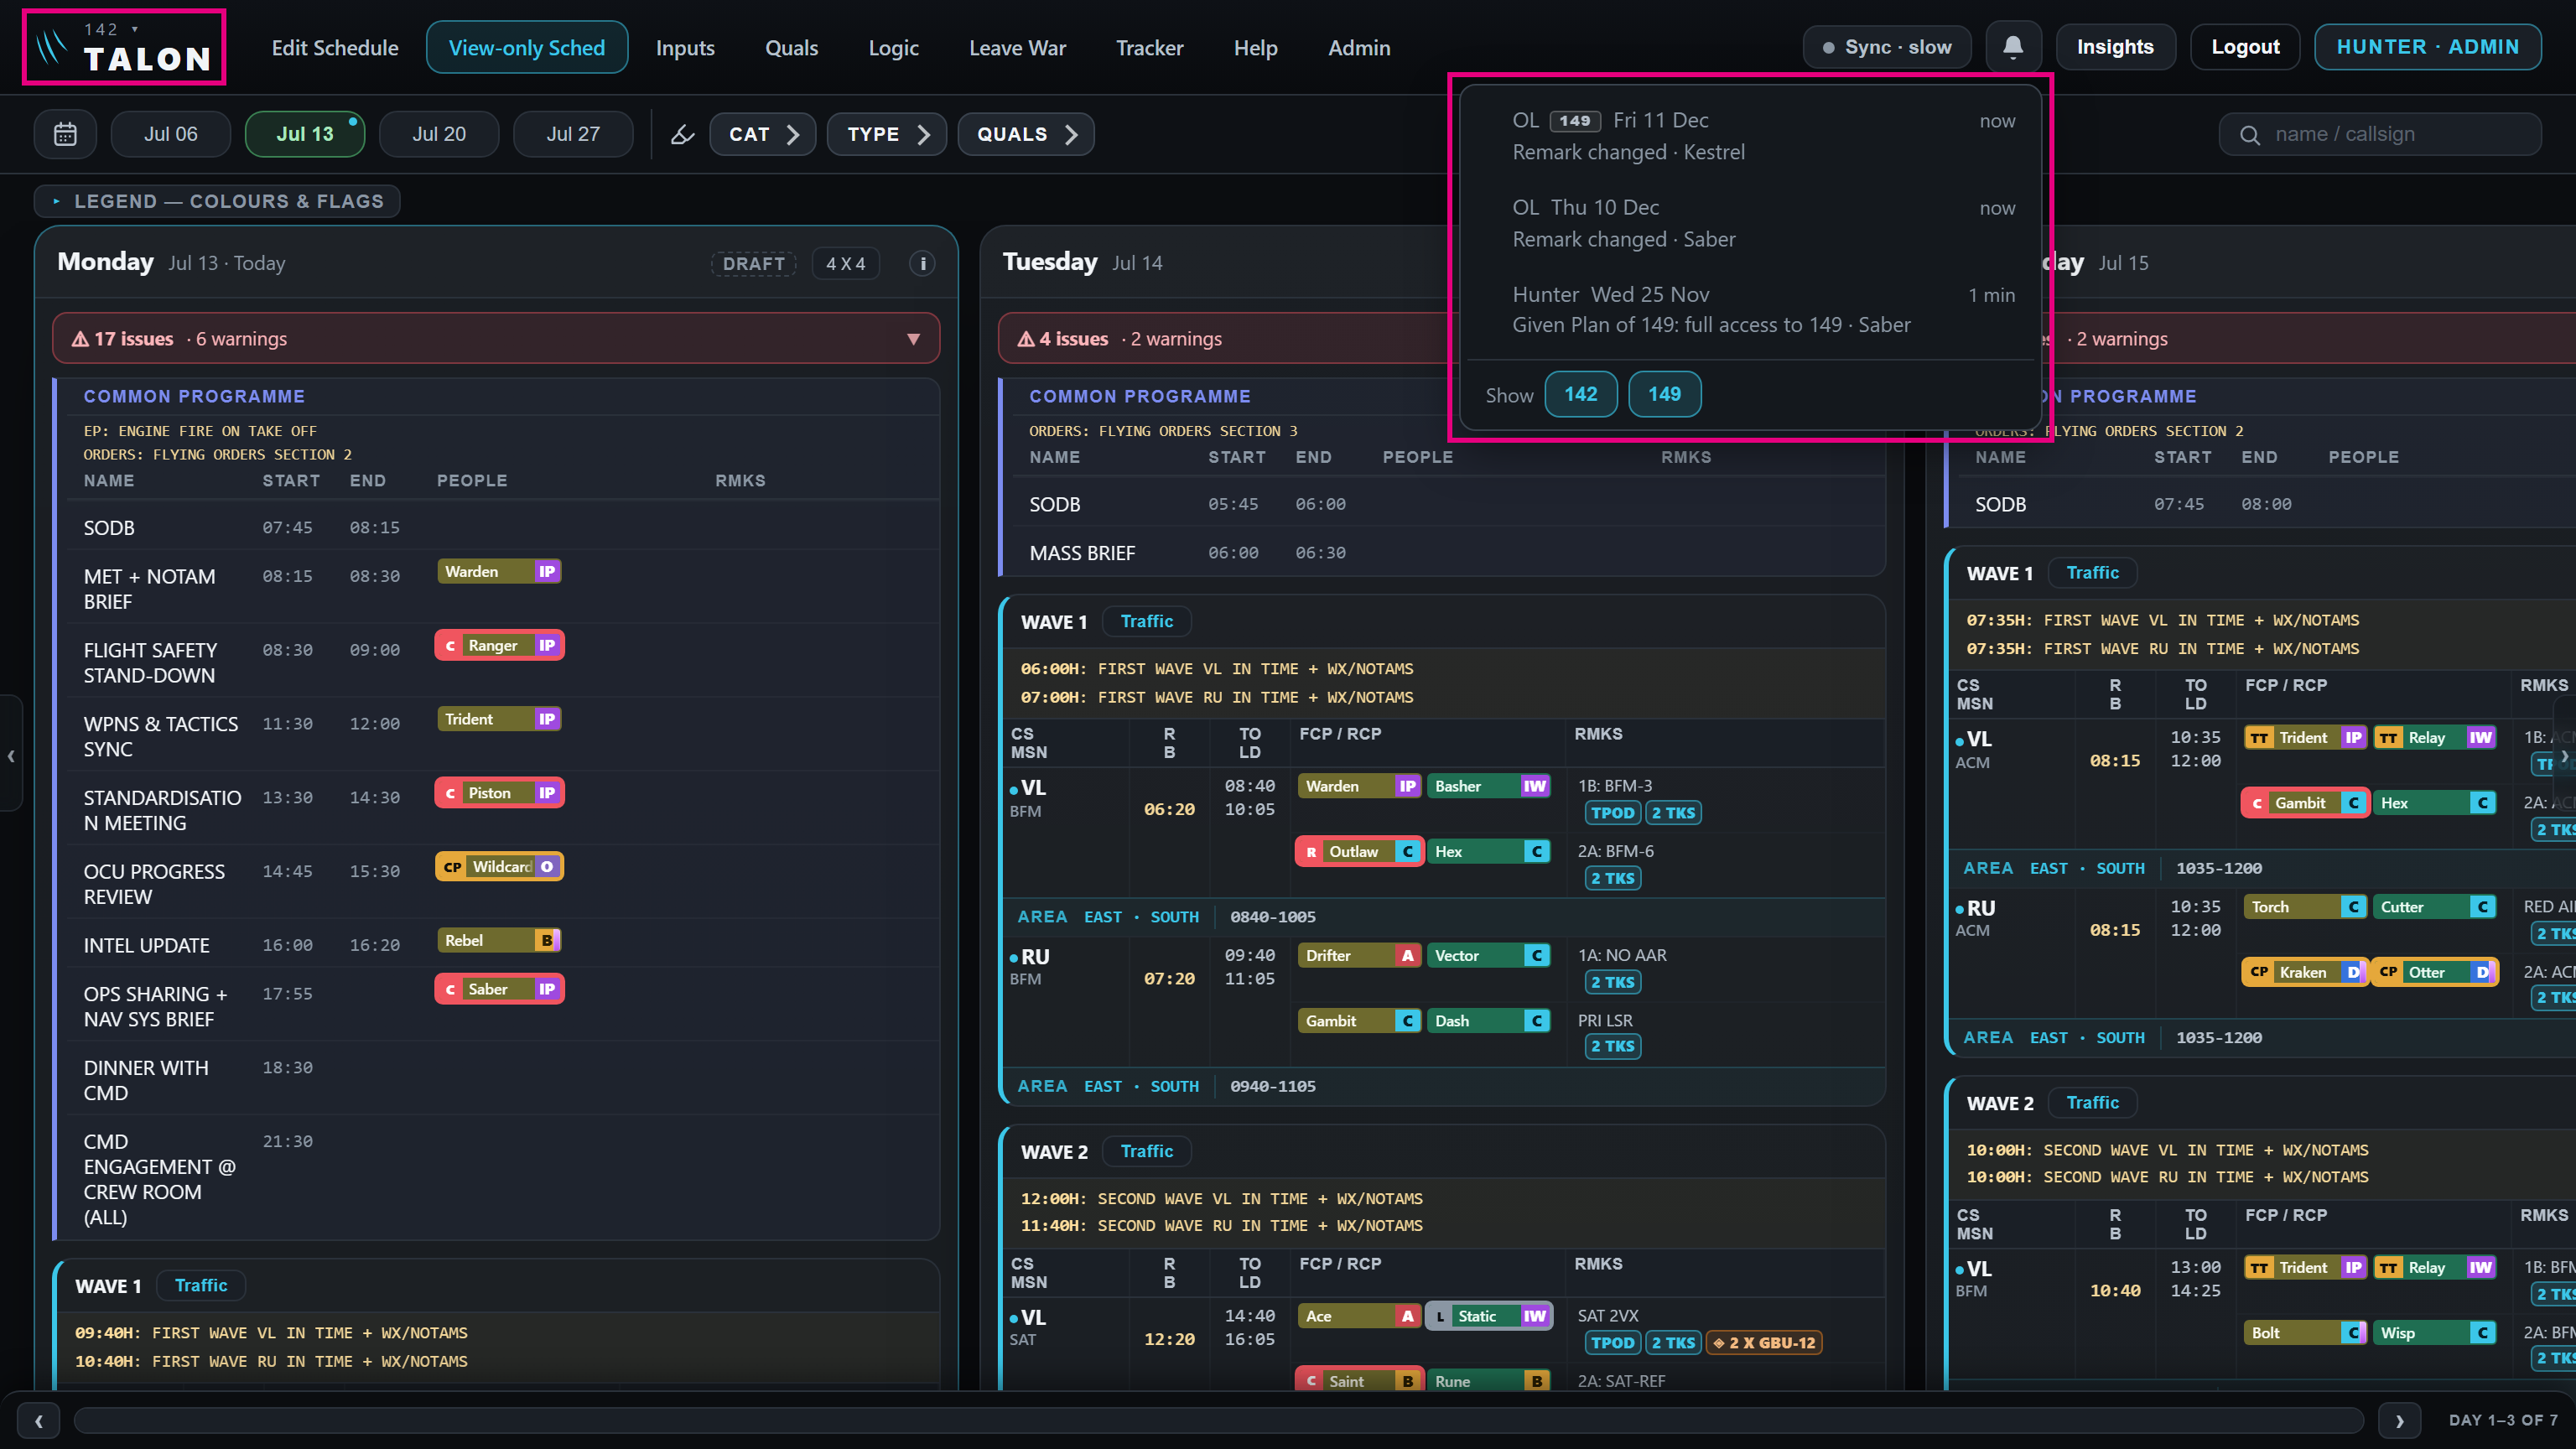 142 ▾
TALON
Edit Schedule
View-only Sched
Inputs
Quals
Logic
Leave War
Tracker
Help
Admin
Sync · slow
Insights
Logout
HUNTER · ADMIN
Jul 06
Jul 13
Jul 20
Jul 27
CAT
TYPE
QUALS
name / callsign
LEGEND — COLOURS & FLAGS
OL 149 Fri 11 Dec now
Remark changed · Kestrel
OL Thu 10 Dec now
Remark changed · Saber
Hunter Wed 25 Nov 1 min
Given Plan of 149: full access to 149 · Saber
Show 142 149
Monday Jul 13 · Today
DRAFT
4 X 4
i
⚠ 17 issues · 6 warnings
COMMON PROGRAMME
EP: ENGINE FIRE ON TAKE OFF
ORDERS: FLYING ORDERS SECTION 2
NAME START END PEOPLE RMKS
SODB 07:45 08:15
MET + NOTAM 08:15 08:30 Warden IP
BRIEF
FLIGHT SAFETY 08:30 09:00 C Ranger IP
STAND-DOWN
WPNS & TACTICS 11:30 12:00 Trident IP
SYNC
STANDARDISATIO 13:30 14:30 C Piston IP
N MEETING
OCU PROGRESS 14:45 15:30 CP Wildcard O
REVIEW
INTEL UPDATE 16:00 16:20 Rebel B
OPS SHARING + 17:55 C Saber IP
NAV SYS BRIEF
DINNER WITH 18:30
CMD
CMD 21:30
ENGAGEMENT @
CREW ROOM
(ALL)
WAVE 1 Traffic
09:40H: FIRST WAVE VL IN TIME + WX/NOTAMS
10:40H: FIRST WAVE RU IN TIME + WX/NOTAMS
Tuesday Jul 14
⚠ 4 issues · 2 warnings
COMMON PROGRAMME
ORDERS: FLYING ORDERS SECTION 3
NAME START END PEOPLE RMKS
SODB 05:45 06:00
MASS BRIEF 06:00 06:30
WAVE 1 Traffic
06:00H: FIRST WAVE VL IN TIME + WX/NOTAMS
07:00H: FIRST WAVE RU IN TIME + WX/NOTAMS
CS R TO FCP / RCP RMKS
MSN B LD
VL 08:40 Warden IP Basher IW 1B: BFM-3
BFM 06:20 10:05 TPOD 2 TKS
R Outlaw C Hex C 2A: BFM-6
2 TKS
AREA EAST · SOUTH 0840-1005
RU 09:40 Drifter A Vector C 1A: NO AAR
BFM 07:20 11:05 2 TKS
Gambit C Dash C PRI LSR
2 TKS
AREA EAST · SOUTH 0940-1105
WAVE 2 Traffic
12:00H: SECOND WAVE VL IN TIME + WX/NOTAMS
11:40H: SECOND WAVE RU IN TIME + WX/NOTAMS
CS R TO FCP / RCP RMKS
MSN B LD
VL 14:40 Ace A L Static IW SAT 2VX
SAT 12:20 16:05 TPOD 2 TKS ◈ 2 X GBU-12
C Saint B Rune B 2A: SAT-REF
day Jul 15
· 2 warnings
PROGRAMME
ORDERS: FLYING ORDERS SECTION 2
NAME START END PEOPLE
SODB 07:45 08:00
WAVE 1 Traffic
07:35H: FIRST WAVE VL IN TIME + WX/NOTAMS
07:35H: FIRST WAVE RU IN TIME + WX/NOTAMS
CS R TO FCP / RCP RMKS
MSN B LD
VL 10:35 TT Trident IP TT Relay IW 1B:
ACM 08:15 12:00
C Gambit C Hex C 2A:
2 TKS
AREA EAST · SOUTH 1035-1200
RU 10:35 Torch C Cutter C RED
ACM 08:15 12:00 2 TKS
CP Kraken D CP Otter D 2A:
2 TKS
AREA EAST · SOUTH 1035-1200
WAVE 2 Traffic
10:00H: SECOND WAVE VL IN TIME + WX/NOTAMS
10:00H: SECOND WAVE RU IN TIME + WX/NOTAMS
CS R TO FCP / RCP RMKS
MSN B LD
VL 13:00 TT Trident IP TT Relay IW 1B:
BFM 10:40 14:25 2 TKS
Bolt C Wisp C 2A:
2 TKS
DAY 1–3 OF 7